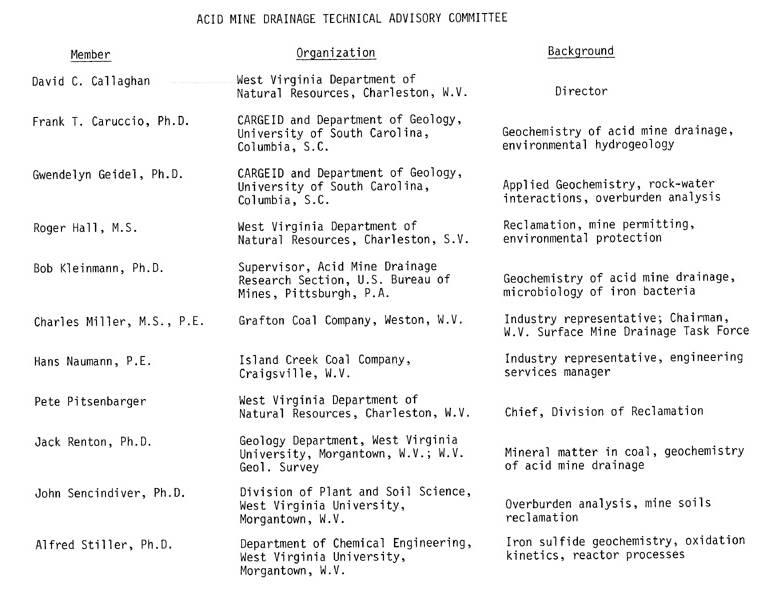 ACID MINE DRAINAGE TECHNICAL ADVISORY COMMITTEE
Member Organization Background
David C. Callaghan West Virginia Department of
Natural Resources, Charleston, W.V. Director
Frank T. Caruccio, Ph.D. CARGEID and Department of Geology,
University of South Carolina, Geochemistry of acid mine drainage,
Columbia, S.C. environmental hydrogeology
Gwendelyn Geidel, Ph.D. CARGEID and Department of Geology,
University of South Carolina, Applied Geochemistry, rock-water
Columbia, S.C. interactions, overburden analysis
Roger Hall, M.S. West Virginia Department of Reclamation, mine permitting,
Natural Resources, Charleston, S.V. environmental protection
Bob Kleinmann, Ph.D. Supervisor, Acid Mine Drainage
Research Section, U.S. Bureau of Geochemistry of acid mine drainage,
Mines, Pittsburgh, P.A. microbiology of iron bacteria
Charles Miller, M.S., P.E. Grafton Coal Company, Weston, W.V. Industry representative; Chairman,
W.V. Surface Mine Drainage Task Force
Hans Naumann, P.E. Island Creek Coal Company, Industry representative, engineering
Craigsville, W.V. services manager
Pete Pitsenbarger West Virginia Department of
Natural Resources, Charleston, W.V. Chief, Division of Reclamation
Jack Renton, Ph.D. Geology Department, West Virginia
University, Morgantown, W.V.; W.V. Mineral matter in coal, geochemistry
Geol. Survey of acid mine drainage
John Sencindiver, Ph.D. Division of Plant and Soil Science,
West Virginia University, Overburden analysis, mine soils
Morgantown, W.V. reclamation
Alfred Stiller, Ph.D. Department of Chemical Engineering, Iron sulfide geochemistry, oxidation
West Virginia University, kinetics, reactor processes
Morgantown, W.V.